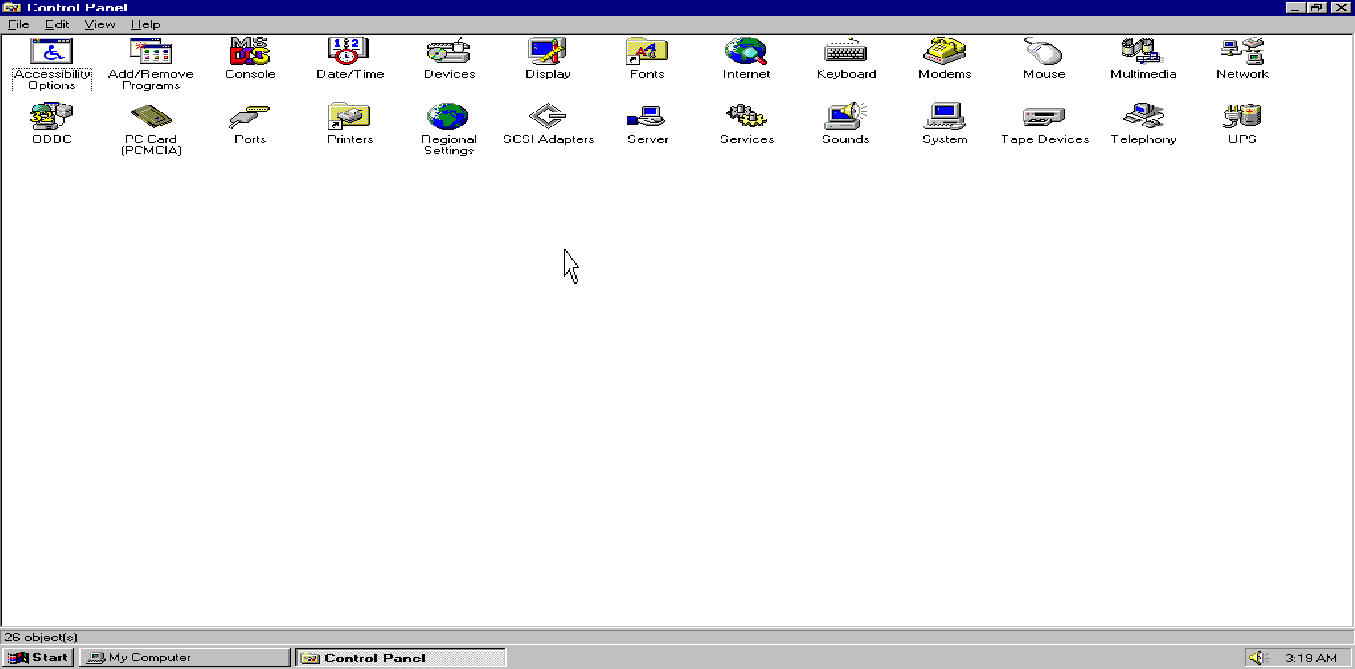 Control Panel
File Edit View Help
Accessibility Options
Add/Remove Programs
Console
Date/Time
Devices
Display
Fonts
Internet
Keyboard
Modems
Mouse
Multimedia
Network
ODBC
PC Card (PCMCIA)
Ports
Printers
Regional Settings
SCSI Adapters
Server
Services
Sounds
System
Tape Devices
Telephony
UPS
26 object(s)
Start My Computer Control Panel 3:19 AM